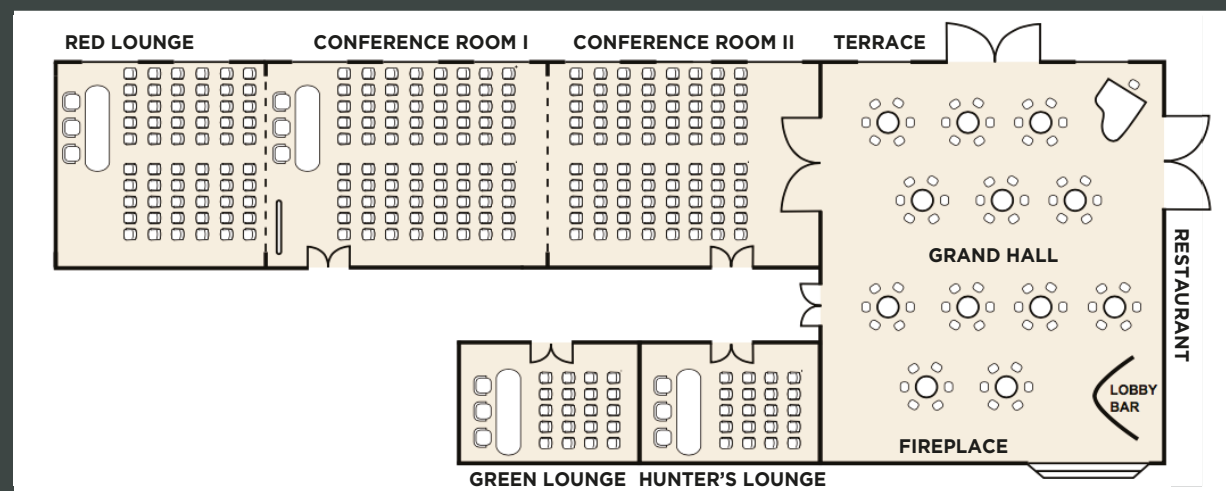 RED LOUNGE
CONFERENCE ROOM I
CONFERENCE ROOM II
TERRACE
GRAND HALL
RESTAURANT
LOBBY
BAR
FIREPLACE
GREEN LOUNGE
HUNTER'S LOUNGE